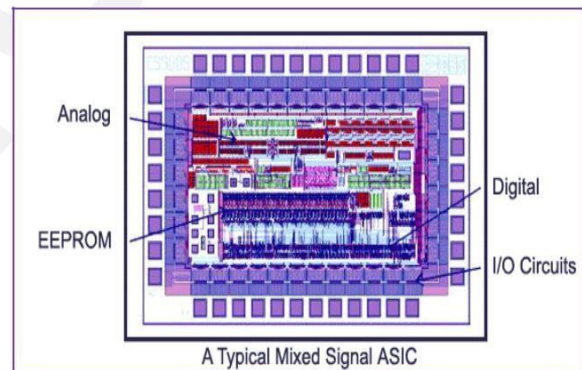 Analog
Digital
EEPROM
I/O Circuits
A Typical Mixed Signal ASIC